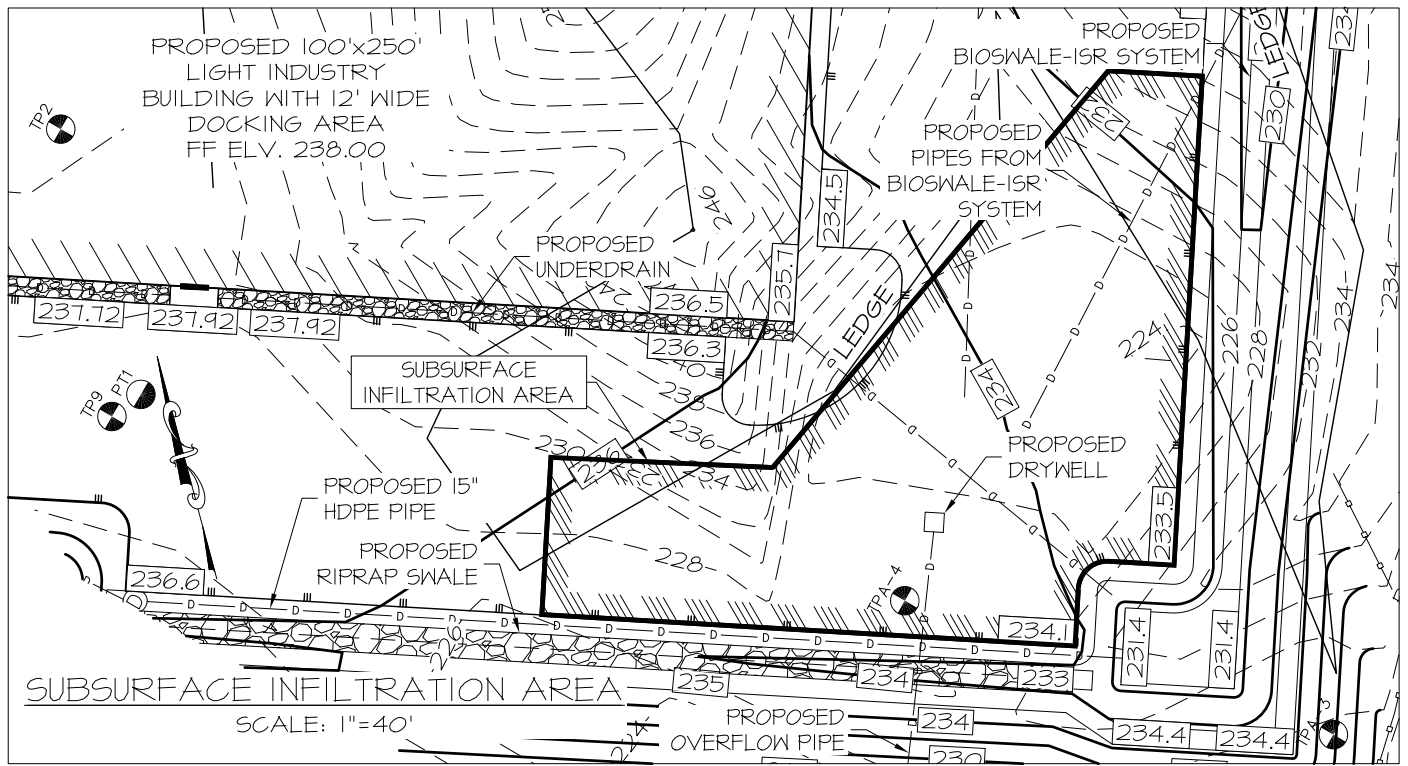 PROPOSED 100'x250'
LIGHT INDUSTRY
BUILDING WITH 12' WIDE
DOCKING AREA
FF ELV. 238.00
TP2
PROPOSED
BIOSWALE-ISR SYSTEM
PROPOSED
PIPES FROM
BIOSWALE-ISR
SYSTEM
230
246
234.5
235.7
PROPOSED
UNDERDRAIN
236.5
236.3
237.72
237.92
237.92
LEDGE
SUBSURFACE
INFILTRATION AREA
TP9
PT1
238
236
234
234
224
226
228
232
234
234
PROPOSED
DRYWELL
PROPOSED 15"
HDPE PIPE
PROPOSED
RIPRAP SWALE
228
233.5
236.6
TPA-4
234.1
231.4
231.4
226
235
234
233
SUBSURFACE INFILTRATION AREA
SCALE: 1"=40'
PROPOSED
OVERFLOW PIPE
234
230
234.4
234.4